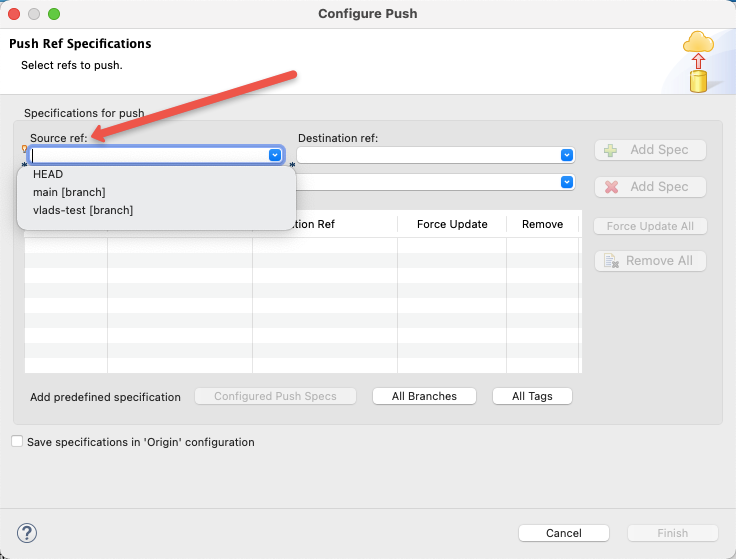 Configure Push
Push Ref Specifications
Select refs to push.
Specifications for push
Source ref:
Destination ref:
HEAD
main [branch]
vlads-test [branch]
Add Spec
Add Spec
tion Ref
Force Update
Remove
Force Update All
Remove All
Add predefined specification
Configured Push Specs
All Branches
All Tags
Save specifications in 'Origin' configuration
?
Cancel
Finish